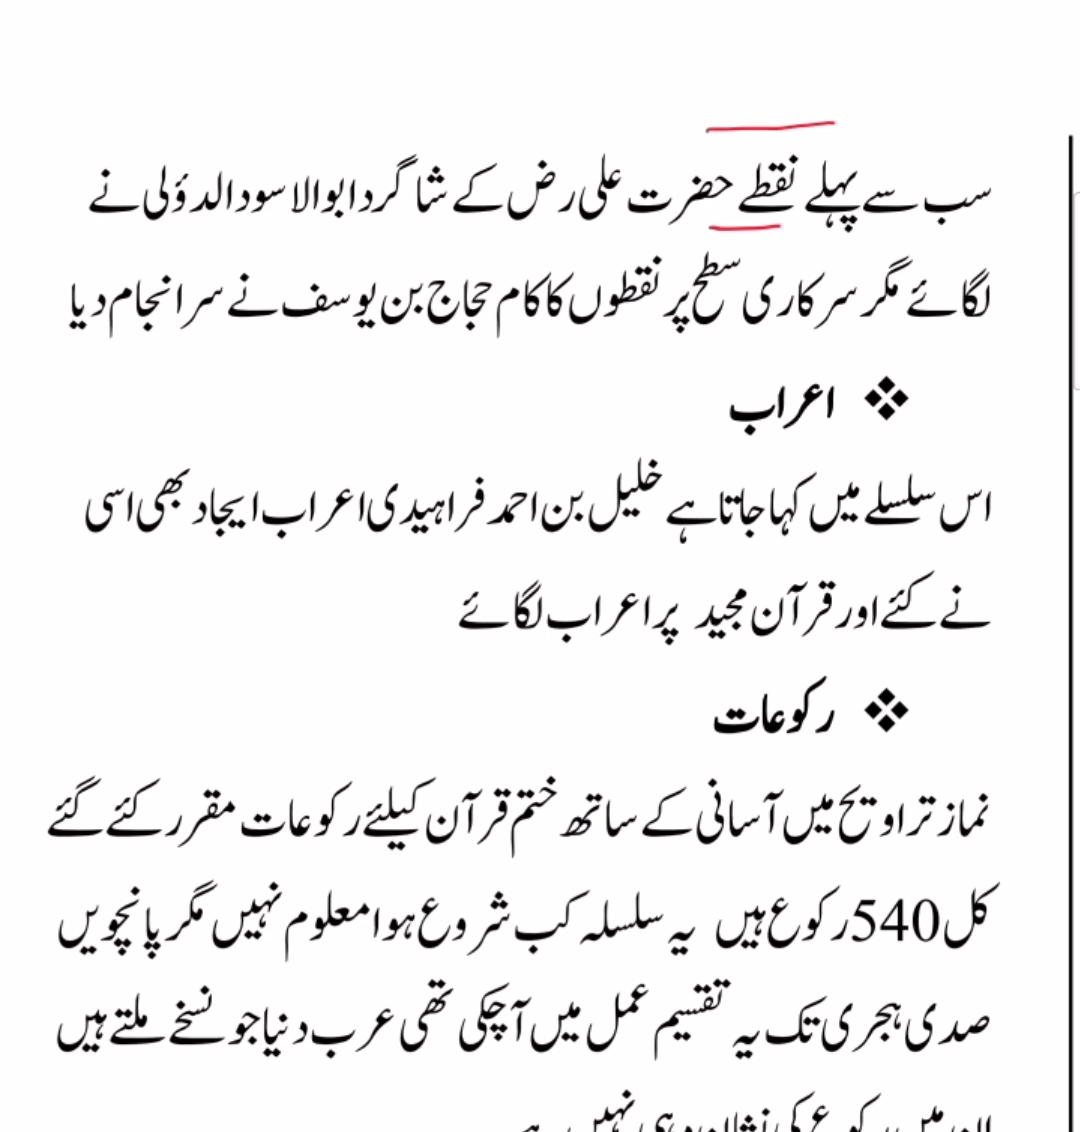 سب سے پہلے نقطے حضرت علی رض کے شاگرد ابوالاسود الدؤلی نے
لگائے مگر سرکاری سطح پر نقطوں کا کام حجاج بن یوسف نے سر انجام دیا
❖ اعراب
اس سلسلے میں کہا جاتا ہے خلیل بن احمد فراہیدی اعراب ایجاد بھی اسی
نے کئے اور قرآن مجید پر اعراب لگائے
❖ رکوعات
نماز تراویح میں آسانی کے ساتھ ختم قرآن کیلئے رکوعات مقرر کئے گئے
کل 540 رکوع ہیں یہ سلسلہ کب شروع ہوا معلوم نہیں مگر پانچویں
صدی ہجری تک یہ تقسیم عمل میں آچکی تھی عرب دنیا جو نسخے ملتے ہیں